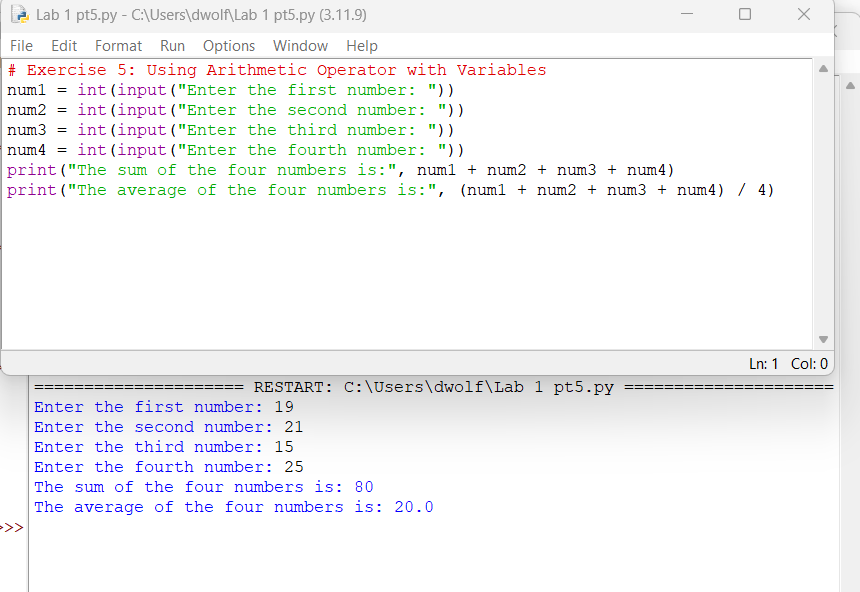 Lab 1 pt5.py - C:\Users\dwolf\Lab 1 pt5.py (3.11.9)
File Edit Format Run Options Window Help
# Exercise 5: Using Arithmetic Operator with Variables
num1 = int(input("Enter the first number: "))
num2 = int(input("Enter the second number: "))
num3 = int(input("Enter the third number: "))
num4 = int(input("Enter the fourth number: "))
print("The sum of the four numbers is:", num1 + num2 + num3 + num4)
print("The average of the four numbers is:", (num1 + num2 + num3 + num4) / 4)
Ln: 1 Col: 0
===================== RESTART: C:\Users\dwolf\Lab 1 pt5.py =====================
Enter the first number: 19
Enter the second number: 21
Enter the third number: 15
Enter the fourth number: 25
The sum of the four numbers is: 80
The average of the four numbers is: 20.0
>>>